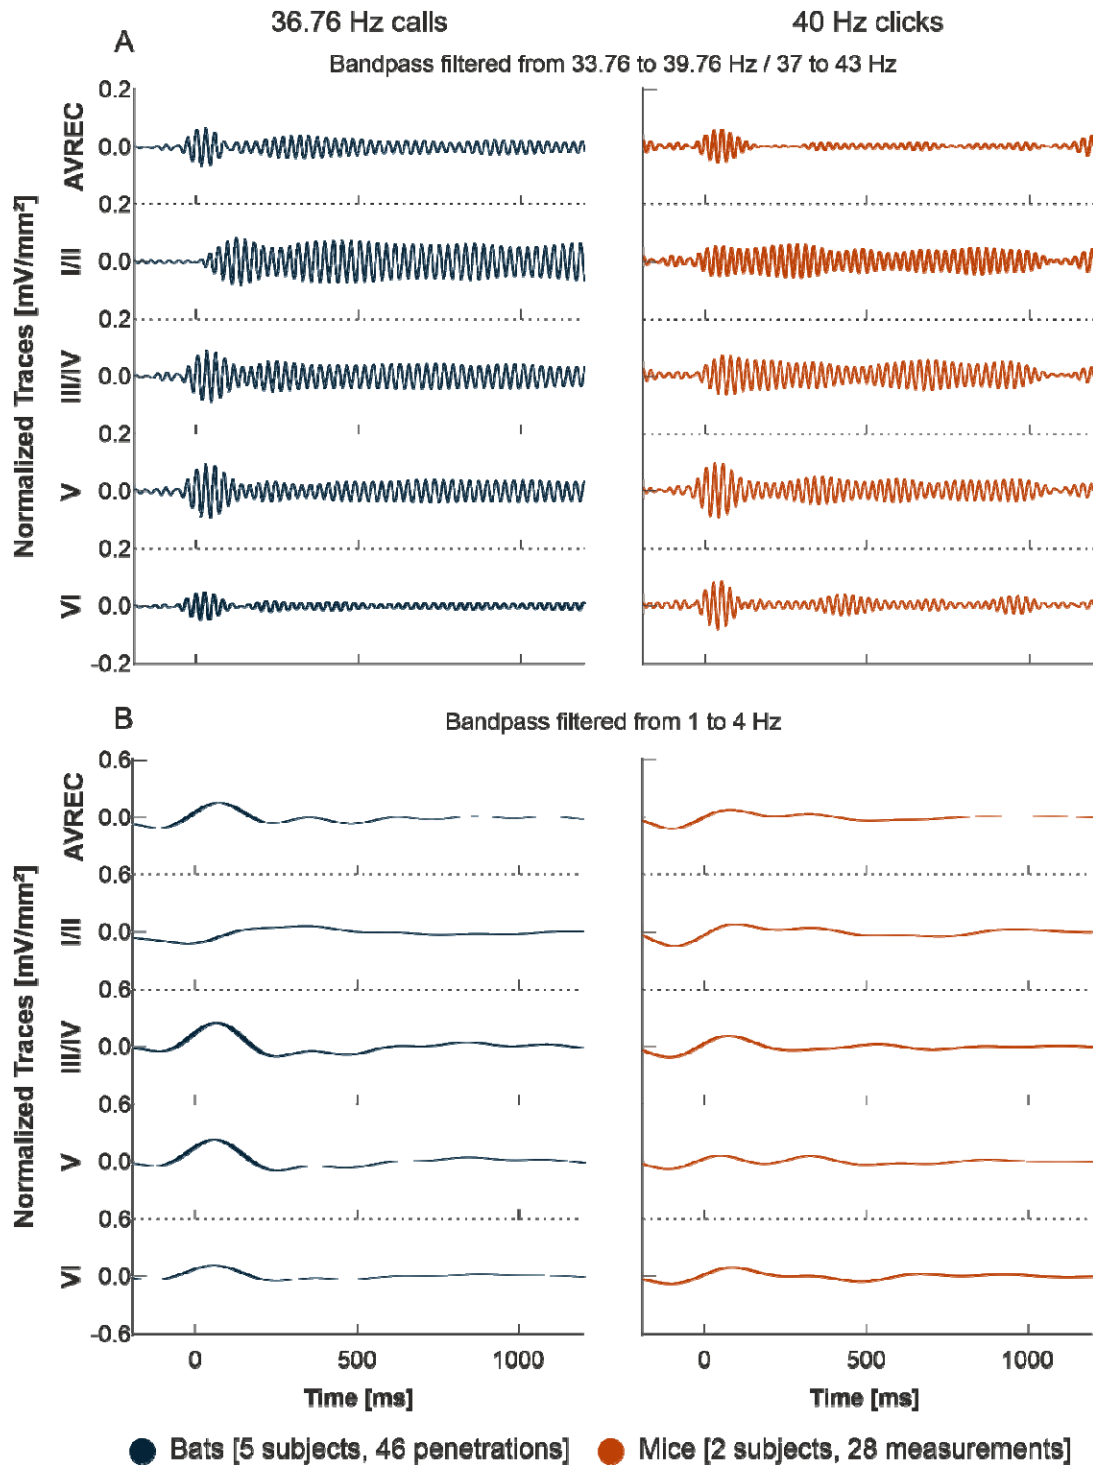 36.76 Hz calls
40 Hz clicks
A
Bandpass filtered from 33.76 to 39.76 Hz / 37 to 43 Hz
Normalized Traces [mV/mm²]
AVREC
0.2
0.0
0.2
I/II
0.0
0.2
III/IV
0.0
0.2
V
0.0
0.2
VI
0.0
-0.2
B
Bandpass filtered from 1 to 4 Hz
Normalized Traces [mV/mm²]
AVREC
0.6
0.0
0.6
I/II
0.0
0.6
III/IV
0.0
0.6
V
0.0
0.6
VI
0.0
-0.6
0 500 1000
0 500 1000
Time [ms]
Time [ms]
Bats [5 subjects, 46 penetrations]
Mice [2 subjects, 28 measurements]